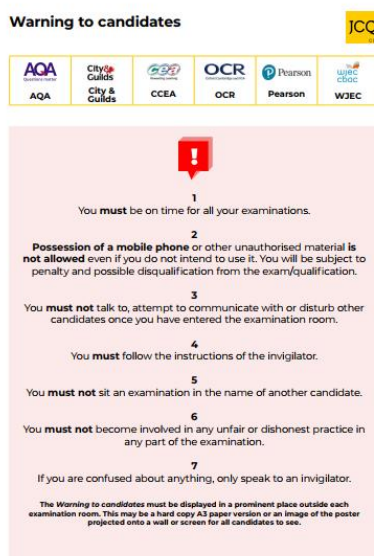 Warning to candidates
JCQ
AQA
City&
Guilds
CCEA
OCR
Pearson
wjec
cbac
AQA
City &
Guilds
CCEA
OCR
Pearson
WJEC
!
1
You must be on time for all your examinations.
2
Possession of a mobile phone or other unauthorised material is
not allowed even if you do not intend to use it. You will be subject to
penalty and possible disqualification from the exam/qualification.
3
You must not talk to, attempt to communicate with or disturb other
candidates once you have entered the examination room.
4
You must follow the instructions of the invigilator.
5
You must not sit an examination in the name of another candidate.
6
You must not become involved in any unfair or dishonest practice in
any part of the examination.
7
If you are confused about anything, only speak to an invigilator.
The Warning to candidates must be displayed in a prominent place outside each
examination room. This may be a hard copy A3 paper version or an image of the poster
projected onto a wall or screen for all candidates to see.